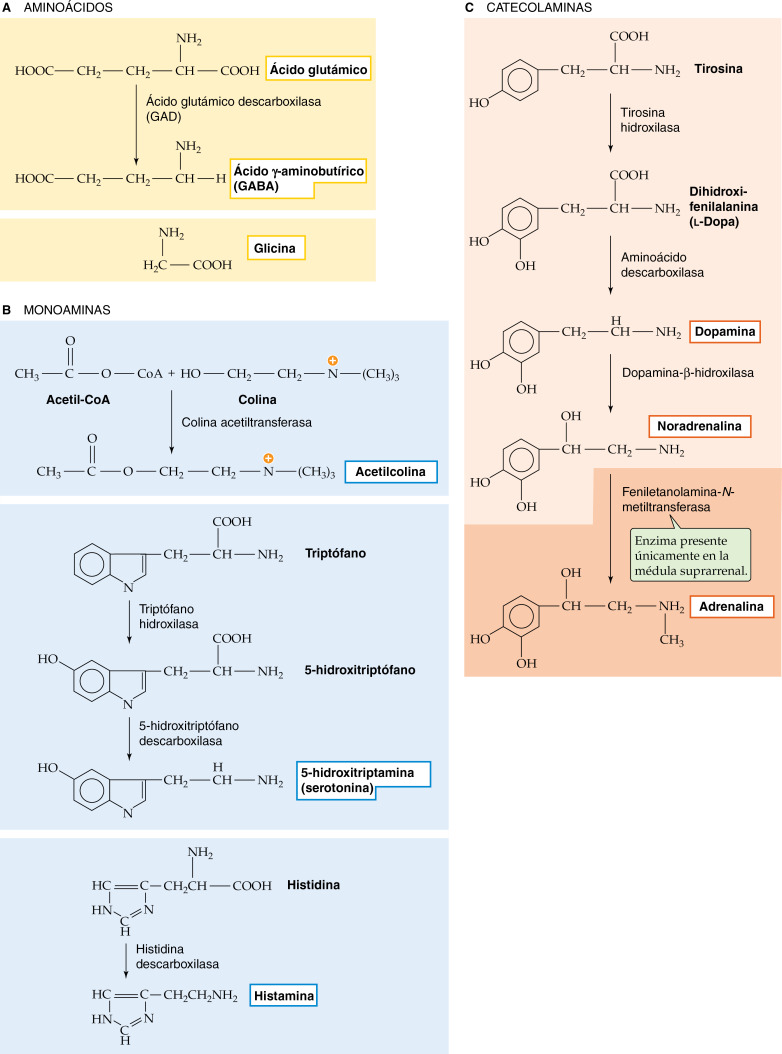 A AMINOÁCIDOS
NH2
HOOC—CH2—CH2—CH—COOH
Ácido glutámico
Ácido glutámico descarboxilasa
(GAD)
NH2
HOOC—CH2—CH2—CH—H
Ácido γ-aminobutírico
(GABA)
NH2
H2C—COOH
Glicina
B MONOAMINAS
O
CH3—C—O—CoA + HO—CH2—CH2—N—(CH3)3
+
Acetil-CoA
Colina
Colina acetiltransferasa
O
CH3—C—O—CH2—CH2—N—(CH3)3
+
Acetilcolina
COOH
CH2—CH—NH2
N
Triptófano
Triptófano
hidroxilasa
COOH
HO
CH2—CH—NH2
N
5-hidroxitriptófano
5-hidroxitriptófano
descarboxilasa
HO
H
CH2—CH—NH2
N
5-hidroxitriptamina
(serotonina)
NH2
HC=C—CH2CH—COOH
HN
N
C
H
Histidina
Histidina
descarboxilasa
HC=C—CH2CH2NH2
HN
N
C
H
Histamina
C CATECOLAMINAS
COOH
CH2—CH—NH2
HO
Tirosina
Tirosina
hidroxilasa
COOH
CH2—CH—NH2
HO
OH
Dihidroxi-
fenilalanina
(L-Dopa)
Aminoácido
descarboxilasa
H
CH2—CH—NH2
HO
OH
Dopamina
Dopamina-β-hidroxilasa
OH
CH—CH2—NH2
HO
OH
Noradrenalina
Feniletanolamina-N-
metiltransferasa
Enzima presente
únicamente en la
médula suprarrenal.
OH
CH—CH2—NH2
HO
OH
CH3
Adrenalina